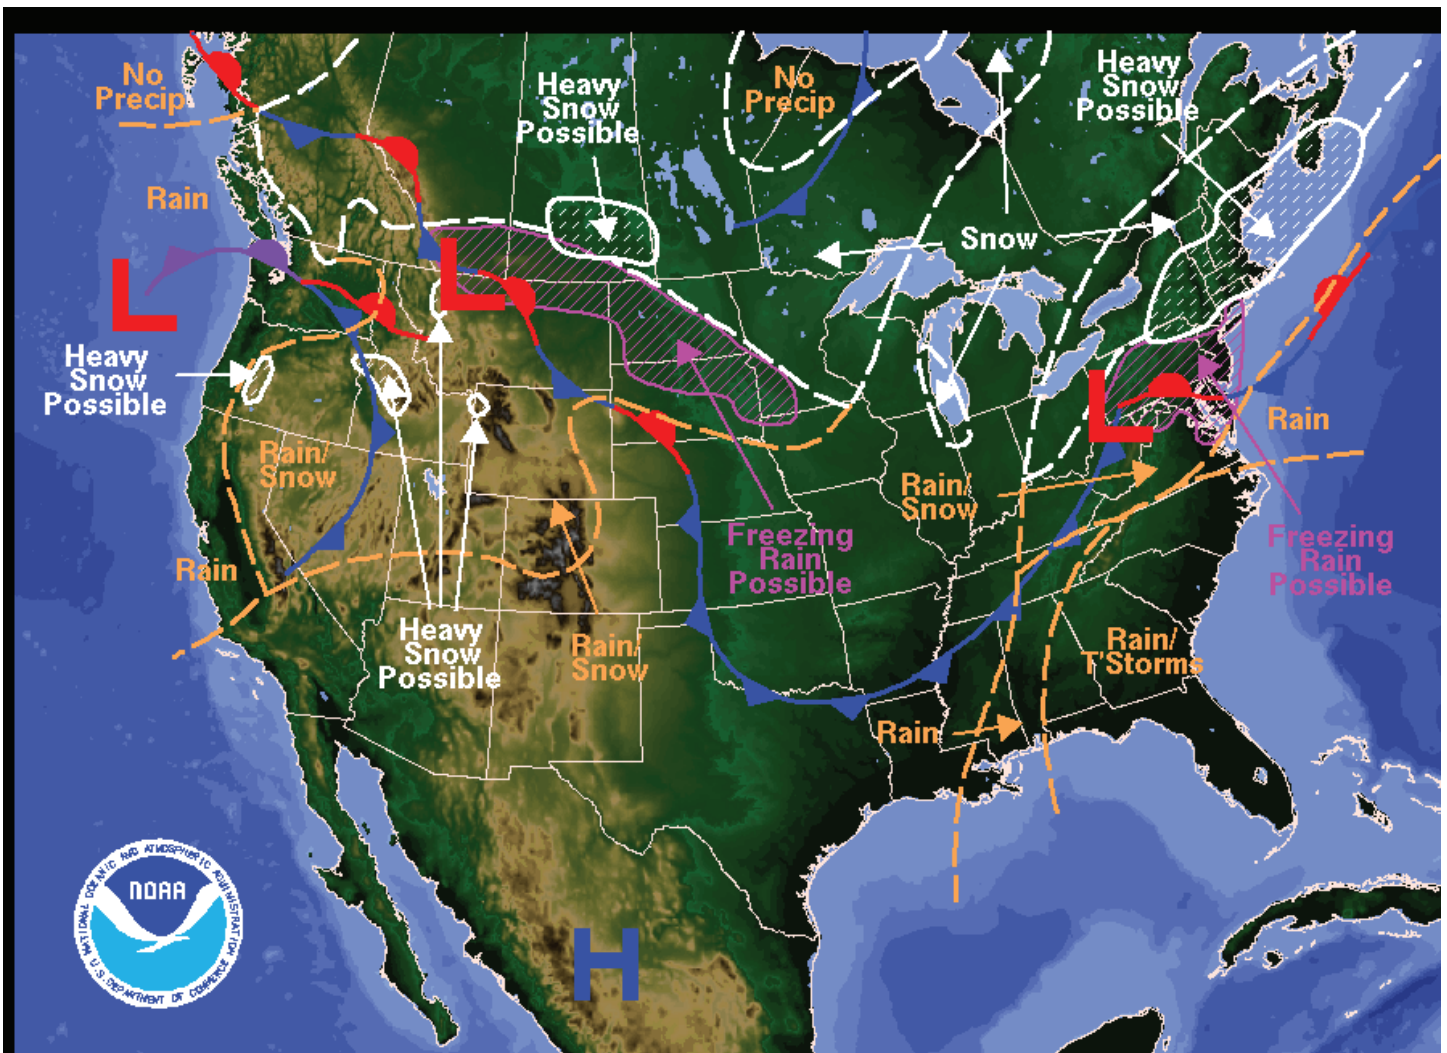 No
Precip
Heavy
Snow
Possible
No
Precip
Heavy
Snow
Possible
Rain
Snow
L
L
Heavy
Snow
Possible
L
Rain
Rain/
Snow
Rain/
Snow
Freezing
Rain
Possible
Freezing
Rain
Possible
Rain
Heavy
Snow
Possible
Rain/
Snow
Rain/
T'Storms
Rain
H
NATIONAL OCEANIC AND ATMOSPHERIC ADMINISTRATION
NOAA
U.S. DEPARTMENT OF COMMERCE